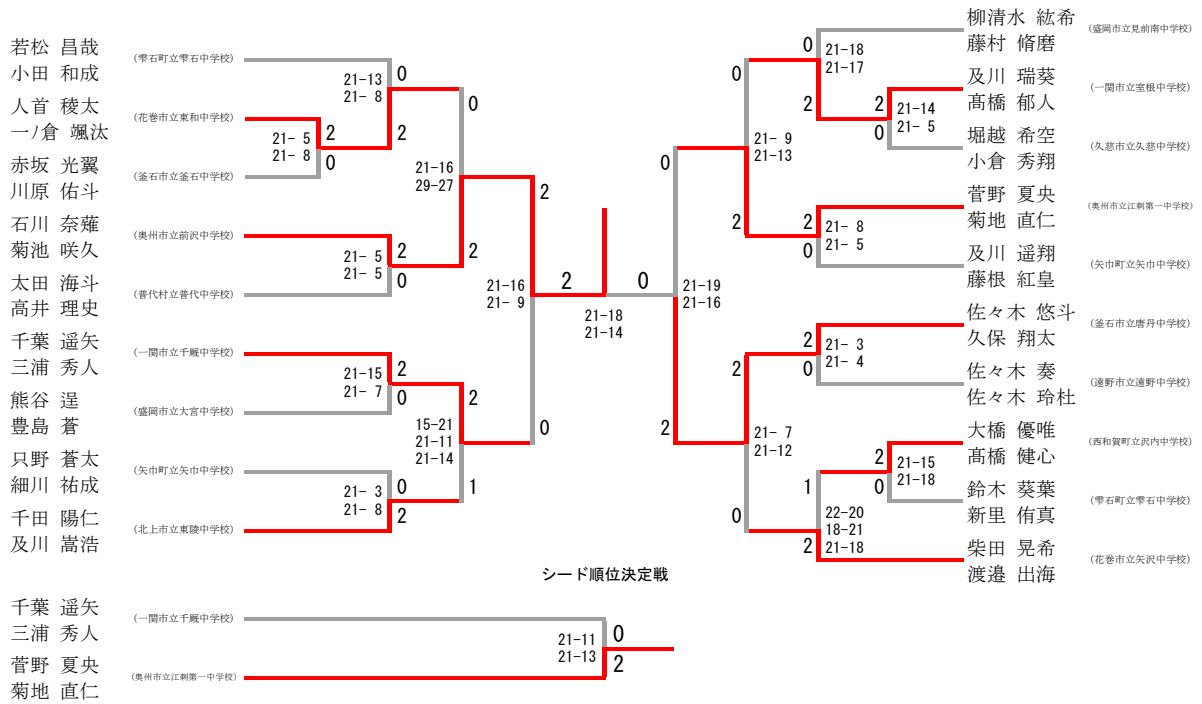 若松 昌哉
小田 和成
(雫石町立雫石中学校)
人首 稜太
一ノ倉 颯汰
(花巻市立東和中学校)
赤坂 光翼
川原 佑斗
(釜石市立釜石中学校)
石川 奈薙
菊池 咲久
(奥州市立前沢中学校)
太田 海斗
高井 理史
(普代村立普代中学校)
千葉 遥矢
三浦 秀人
(一関市立千厩中学校)
熊谷 逞
豊島 蒼
(盛岡市立大宮中学校)
只野 蒼太
細川 祐成
(矢巾町立矢巾中学校)
千田 陽仁
及川 嵩浩
(北上市立東陵中学校)
21-13
21- 8
0
2
21- 5
21- 8
2
0
21- 5
21- 5
2
0
21-15
21- 7
2
0
21- 3
21- 8
0
2
21-16
29-27
0
2
15-21
21-11
21-14
2
1
21-16
21- 9
2
0
2
0
21-18
21-14
21-19
21-16
0
2
21- 9
21-13
0
2
21- 7
21-12
2
0
21-18
21-17
0
2
21-14
21- 5
2
0
21- 8
21- 5
2
0
21- 3
21- 4
2
0
21-15
21-18
2
0
22-20
18-21
21-18
1
2
柳清水 紘希
藤村 脩磨
(盛岡市立見前南中学校)
及川 瑞葵
髙橋 郁人
(一関市立室根中学校)
堀越 希空
小倉 秀翔
(久慈市立久慈中学校)
菅野 夏央
菊地 直仁
(奥州市立江刺第一中学校)
及川 遥翔
藤根 紅皇
(矢巾町立矢巾中学校)
佐々木 悠斗
久保 翔太
(釜石市立唐丹中学校)
佐々木 奏
佐々木 玲杜
(遠野市立遠野中学校)
大橋 優唯
髙橋 健心
(西和賀町立沢内中学校)
鈴木 葵葉
新里 侑真
(雫石町立雫石中学校)
柴田 晃希
渡邉 出海
(花巻市立矢沢中学校)
シード順位決定戦
千葉 遥矢
三浦 秀人
(一関市立千厩中学校)
菅野 夏央
菊地 直仁
(奥州市立江刺第一中学校)
21-11
21-13
0
2